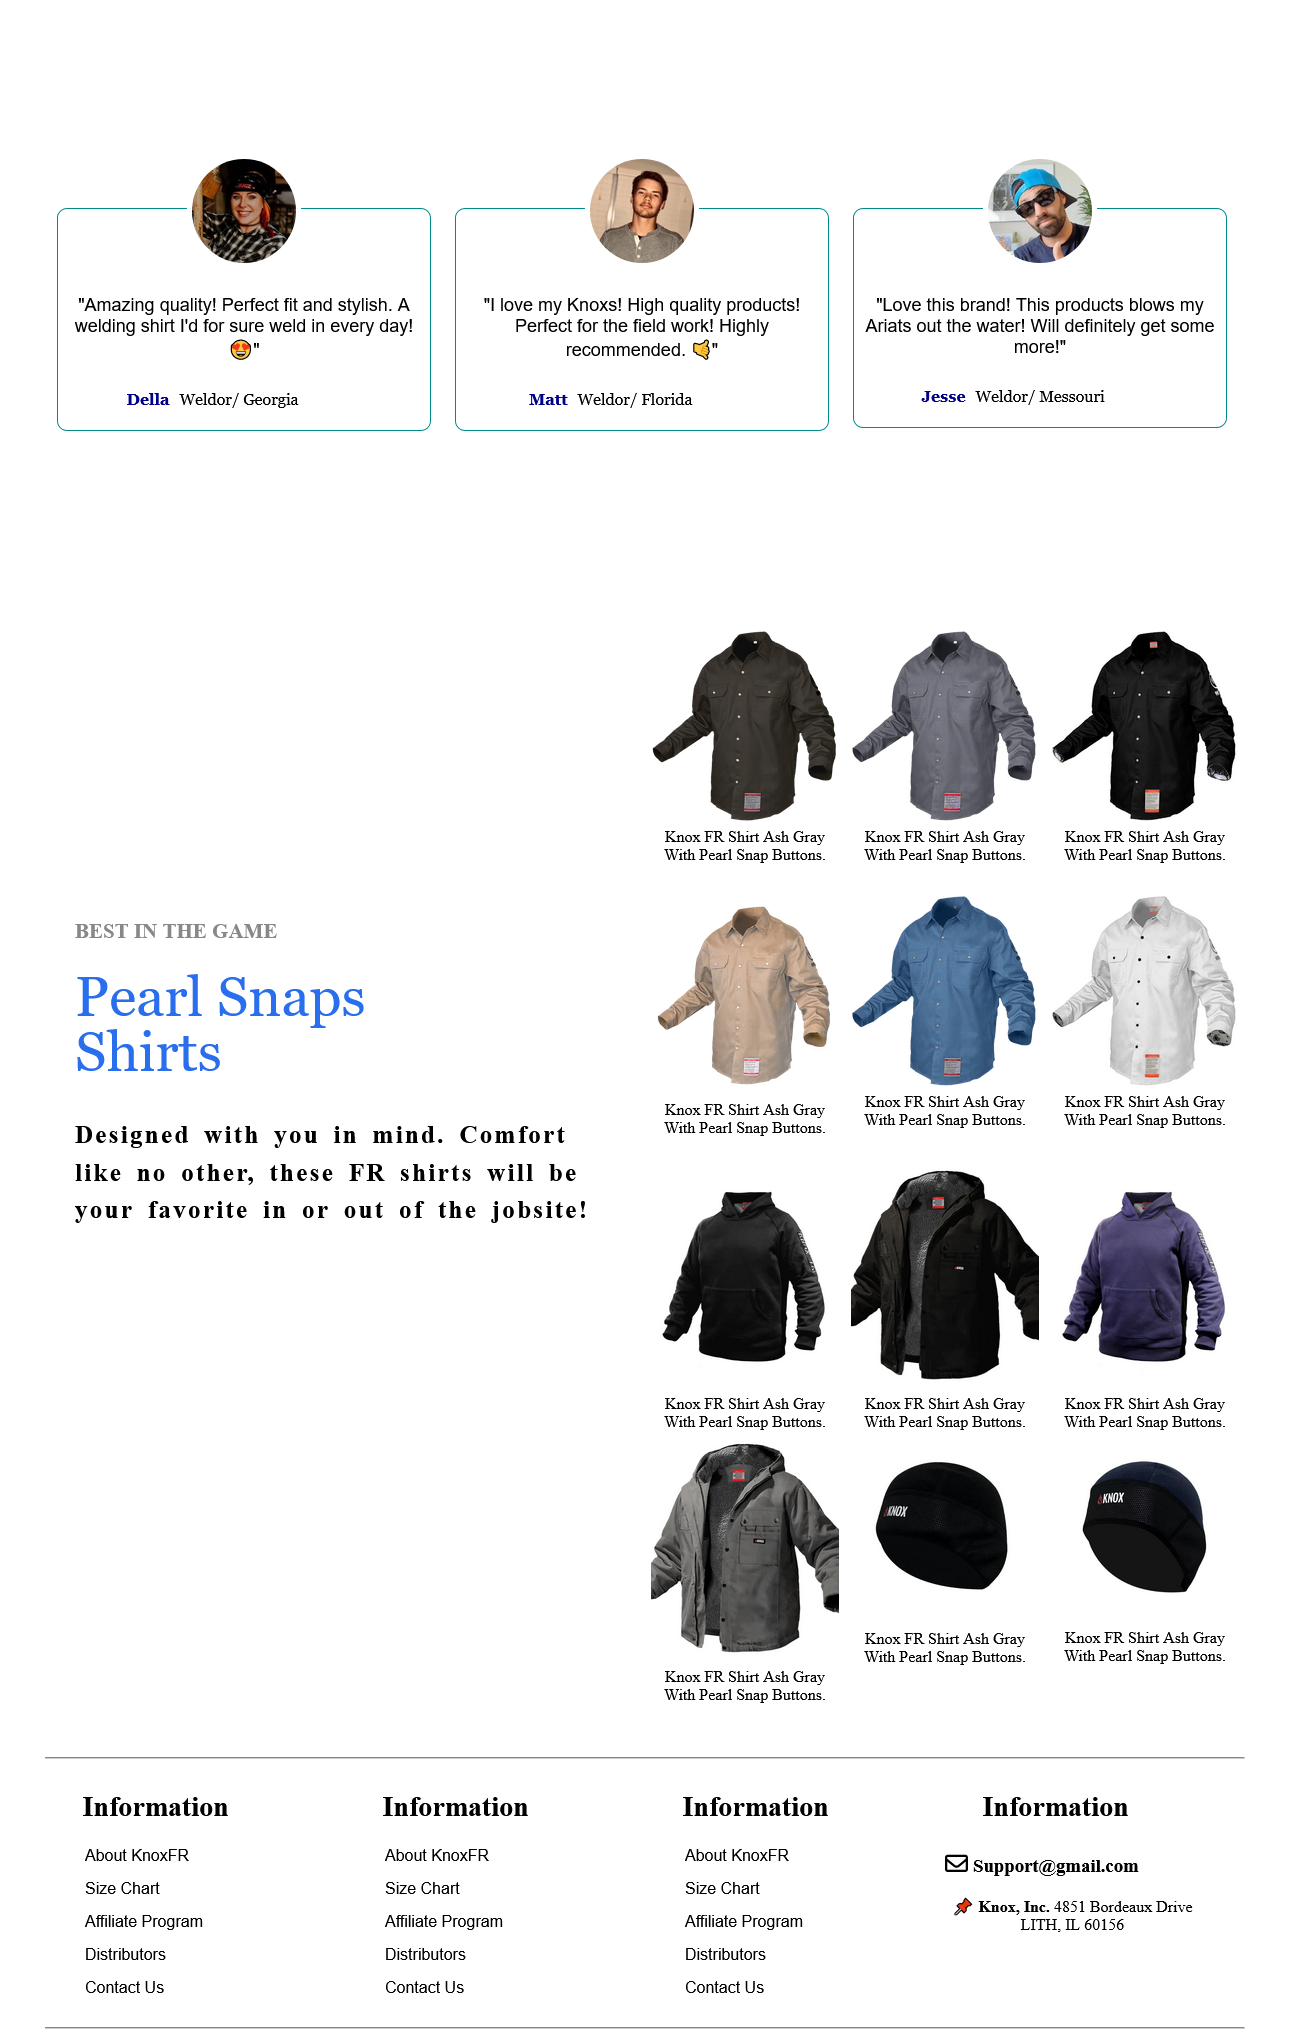 "Amazing quality! Perfect fit and stylish. A
welding shirt I'd for sure weld in every day!
😍"
Della Weldor/ Georgia
"I love my Knoxs! High quality products!
Perfect for the field work! Highly
recommended. 🤙"
Matt Weldor/ Florida
"Love this brand! This products blows my
Ariats out the water! Will definitely get some
more!"
Jesse Weldor/ Messouri
BEST IN THE GAME
Pearl Snaps
Shirts
Designed with you in mind. Comfort
like no other, these FR shirts will be
your favorite in or out of the jobsite!
Knox FR Shirt Ash Gray
With Pearl Snap Buttons.
Knox FR Shirt Ash Gray
With Pearl Snap Buttons.
Knox FR Shirt Ash Gray
With Pearl Snap Buttons.
Knox FR Shirt Ash Gray
With Pearl Snap Buttons.
Knox FR Shirt Ash Gray
With Pearl Snap Buttons.
Knox FR Shirt Ash Gray
With Pearl Snap Buttons.
Knox FR Shirt Ash Gray
With Pearl Snap Buttons.
Knox FR Shirt Ash Gray
With Pearl Snap Buttons.
Knox FR Shirt Ash Gray
With Pearl Snap Buttons.
Knox FR Shirt Ash Gray
With Pearl Snap Buttons.
KNOX
Knox FR Shirt Ash Gray
With Pearl Snap Buttons.
KNOX
Knox FR Shirt Ash Gray
With Pearl Snap Buttons.
Information
About KnoxFR
Size Chart
Affiliate Program
Distributors
Contact Us
Information
About KnoxFR
Size Chart
Affiliate Program
Distributors
Contact Us
Information
About KnoxFR
Size Chart
Affiliate Program
Distributors
Contact Us
Information
Support@gmail.com
📌 Knox, Inc. 4851 Bordeaux Drive
LITH, IL 60156